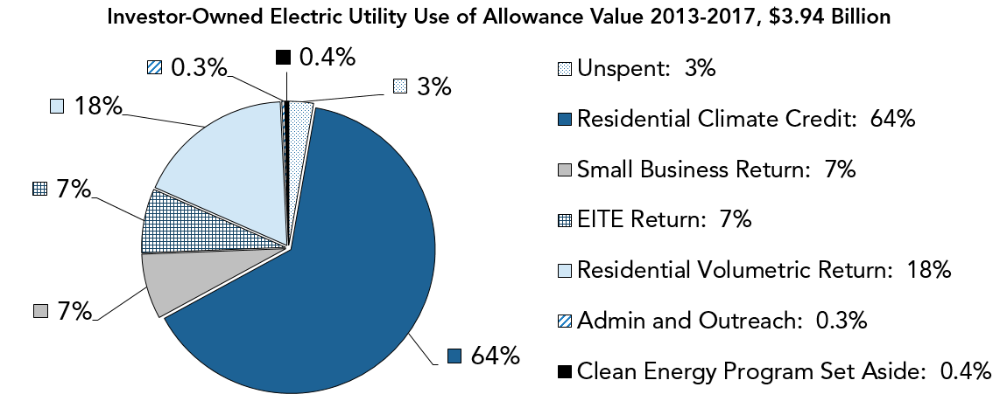 Investor-Owned Electric Utility Use of Allowance Value 2013-2017, $3.94 Billion
0.4%
0.3%
3%
18%
7%
7%
64%
Unspent: 3%
Residential Climate Credit: 64%
Small Business Return: 7%
EITE Return: 7%
Residential Volumetric Return: 18%
Admin and Outreach: 0.3%
Clean Energy Program Set Aside: 0.4%